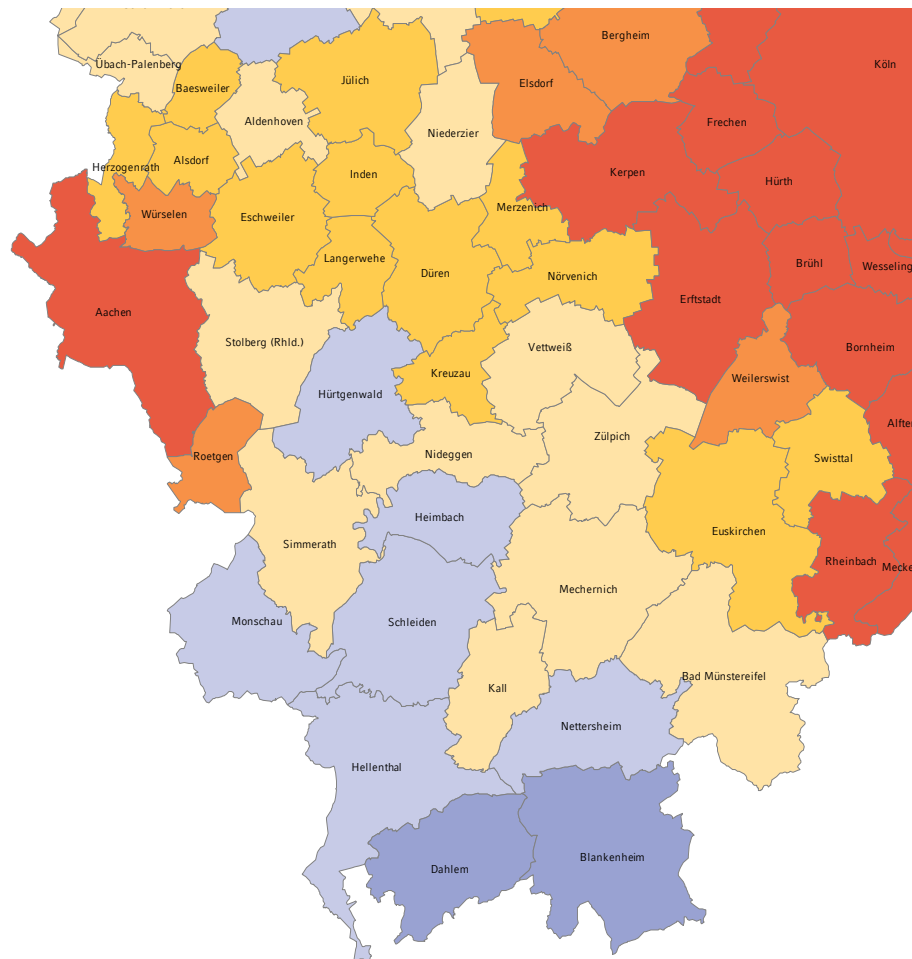 Bergheim
Köln
Übach-Palenberg
Jülich
Elsdorf
Baesweiler
Aldenhoven
Frechen
Niederzier
Alsdorf
Herzogenrath
Inden
Kerpen
Hürth
Merzenich
Würselen
Eschweiler
Langerwehe
Düren
Nörvenich
Brühl
Wesseling
Erftstadt
Aachen
Stolberg (Rhld.)
Vettweiß
Bornheim
Kreuzau
Weilerswist
Hürtgenwald
Alfter
Zülpich
Roetgen
Nideggen
Swisttal
Heimbach
Euskirchen
Simmerath
Rheinbach
Mecke
Mechernich
Monschau
Schleiden
Bad Münstereifel
Kall
Nettersheim
Hellenthal
Blankenheim
Dahlem